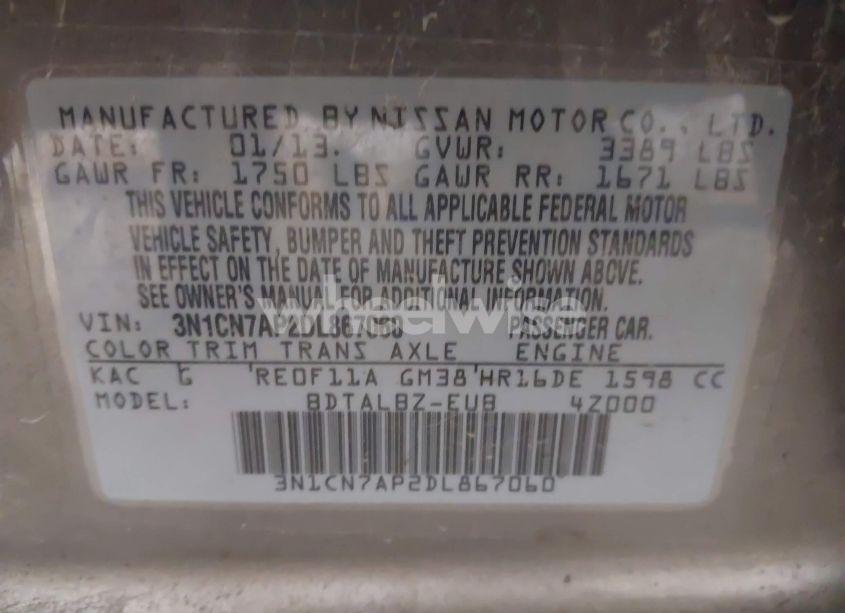 MANUFACTURED BY NISSAN MOTOR CO., LTD.
DATE: 01/13. GVWR: 3389 LBS
GAWR FR: 1750 LBS GAWR RR: 1671 LBS
THIS VEHICLE CONFORMS TO ALL APPLICABLE FEDERAL MOTOR
VEHICLE SAFETY, BUMPER AND THEFT PREVENTION STANDARDS
IN EFFECT ON THE DATE OF MANUFACTURE SHOWN ABOVE.
SEE OWNER'S MANUAL FOR ADDITIONAL INFORMATION.
wheelwise
VIN: 3N1CN7AP2DL867060 PASSENGER CAR.
COLOR TRIM TRANS AXLE ENGINE
KAC G 'RE0F11A GM38'HR16DE 1598 CC
MODEL: BDTALBZ-EUB 4Z000
3N1CN7AP2DL867060